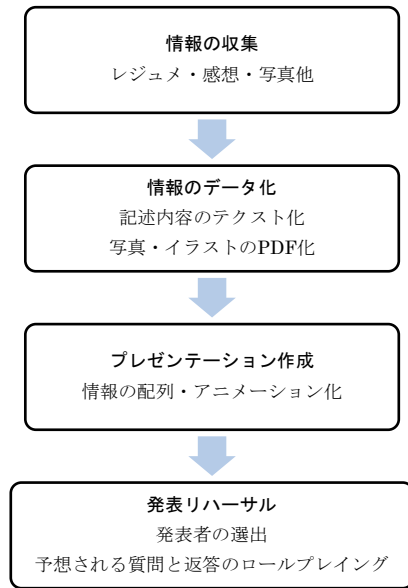 情報の収集
レジュメ・感想・写真他
情報のデータ化
記述内容のテクスト化
写真・イラストのPDF化
プレゼンテーション作成
情報の配列・アニメーション化
発表リハーサル
発表者の選出
予想される質問と返答のロールプレイング